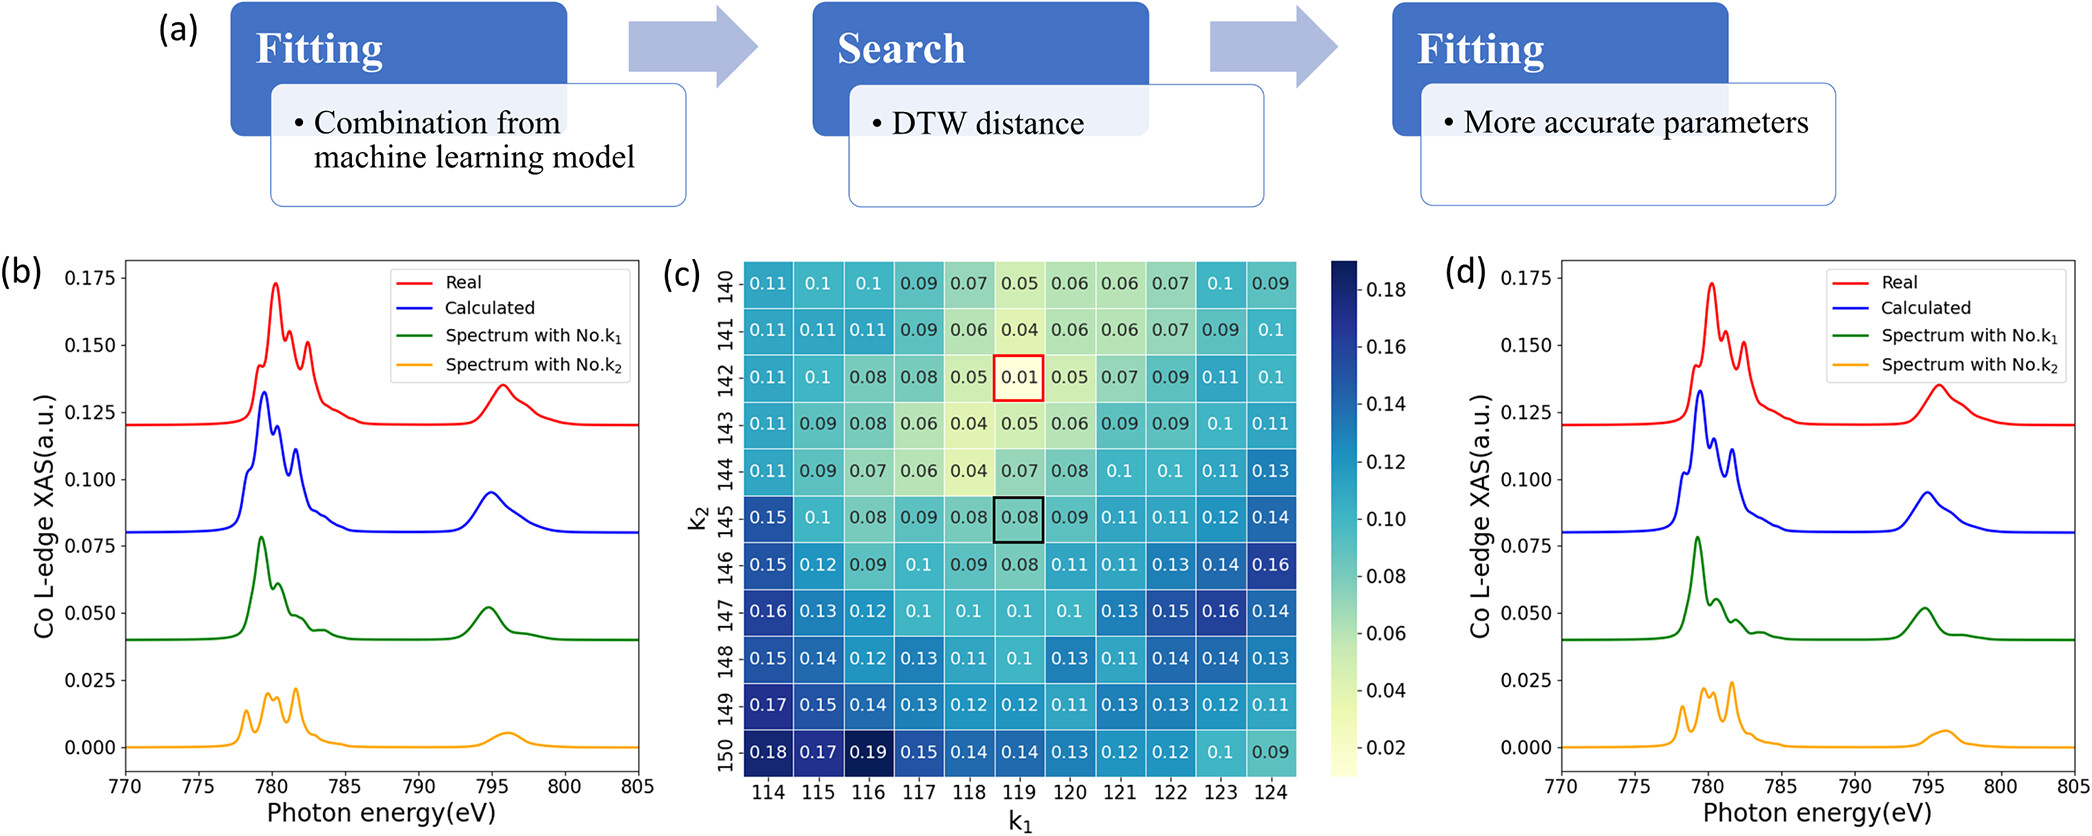 (a)
Fitting
• Combination from
machine learning model
Search
• DTW distance
Fitting
• More accurate parameters
(b)
Co L-edge XAS(a.u.)
0.175
0.150
0.125
0.100
0.075
0.050
0.025
0.000
Real
Calculated
Spectrum with No.k₁
Spectrum with No.k₂
770 775 780 785 790 795 800 805
Photon energy(eV)
(c)
k₂
140 0.11 0.1 0.1 0.09 0.07 0.05 0.06 0.06 0.07 0.1 0.09
141 0.11 0.11 0.11 0.09 0.06 0.04 0.06 0.06 0.07 0.09 0.1
142 0.11 0.1 0.08 0.08 0.05 0.01 0.05 0.07 0.09 0.11 0.1
143 0.11 0.09 0.08 0.06 0.04 0.05 0.06 0.09 0.09 0.1 0.11
144 0.11 0.09 0.07 0.06 0.04 0.07 0.08 0.1 0.1 0.11 0.13
145 0.15 0.1 0.08 0.09 0.08 0.08 0.09 0.11 0.11 0.12 0.14
146 0.15 0.12 0.09 0.1 0.09 0.08 0.11 0.11 0.13 0.14 0.16
147 0.16 0.13 0.12 0.1 0.1 0.1 0.1 0.13 0.15 0.16 0.14
148 0.15 0.14 0.12 0.13 0.11 0.1 0.13 0.11 0.14 0.14 0.13
149 0.17 0.15 0.14 0.13 0.12 0.12 0.11 0.13 0.13 0.12 0.11
150 0.18 0.17 0.19 0.15 0.14 0.14 0.13 0.12 0.12 0.1 0.09
114 115 116 117 118 119 120 121 122 123 124
k₁
0.18
0.16
0.14
0.12
0.10
0.08
0.06
0.04
0.02
(d)
Co L-edge XAS(a.u.)
0.175
0.150
0.125
0.100
0.075
0.050
0.025
0.000
Real
Calculated
Spectrum with No.k₁
Spectrum with No.k₂
770 775 780 785 790 795 800 805
Photon energy(eV)